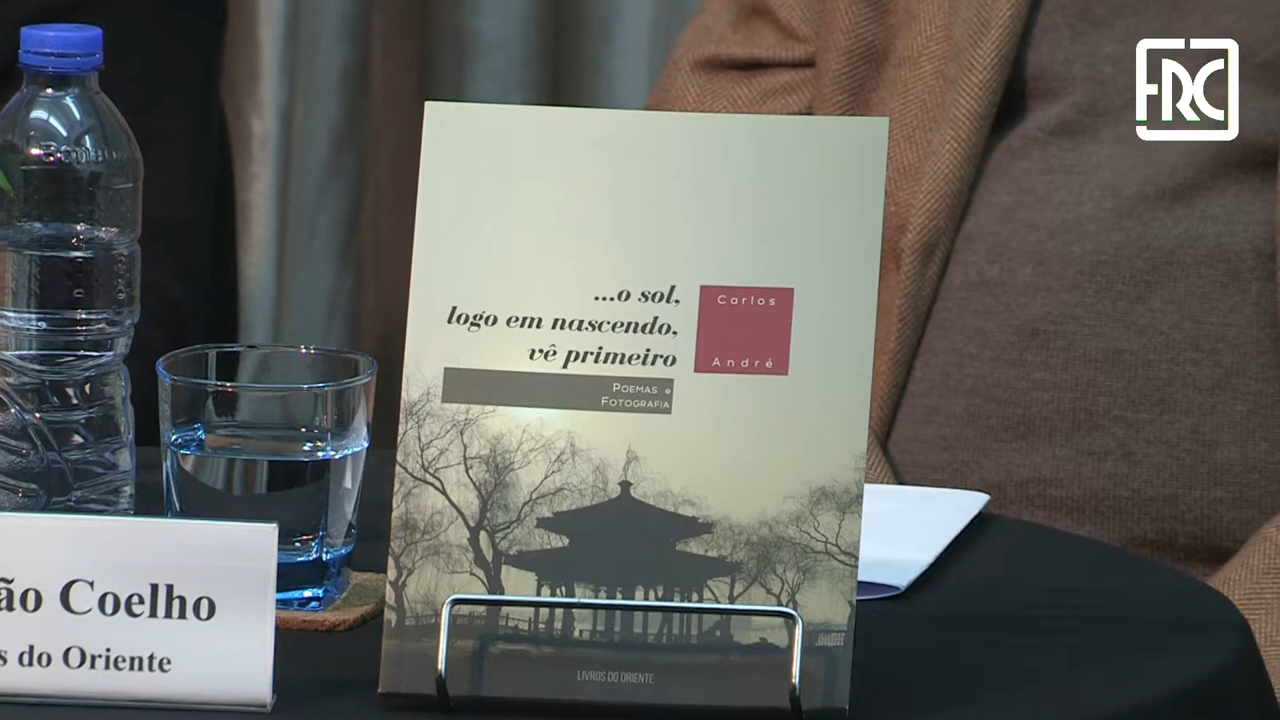 FRC
...o sol,
logo em nascendo,
vê primeiro
Carlos
André
POEMAS e
FOTOGRAFIA
LIVROS DO ORIENTE
ão Coelho
s do Oriente